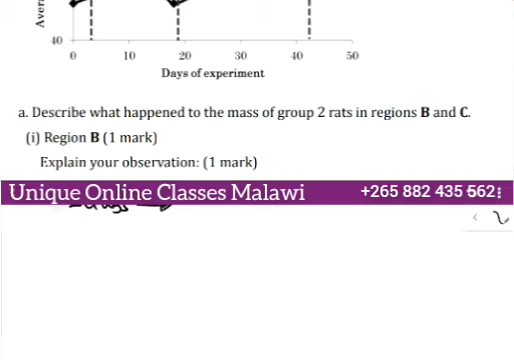 40
0 10 20 30 40 50
Days of experiment
a. Describe what happened to the mass of group 2 rats in regions B and C.
(i) Region B (1 mark)
Explain your observation: (1 mark)
Unique Online Classes Malawi +265 882 435 562: